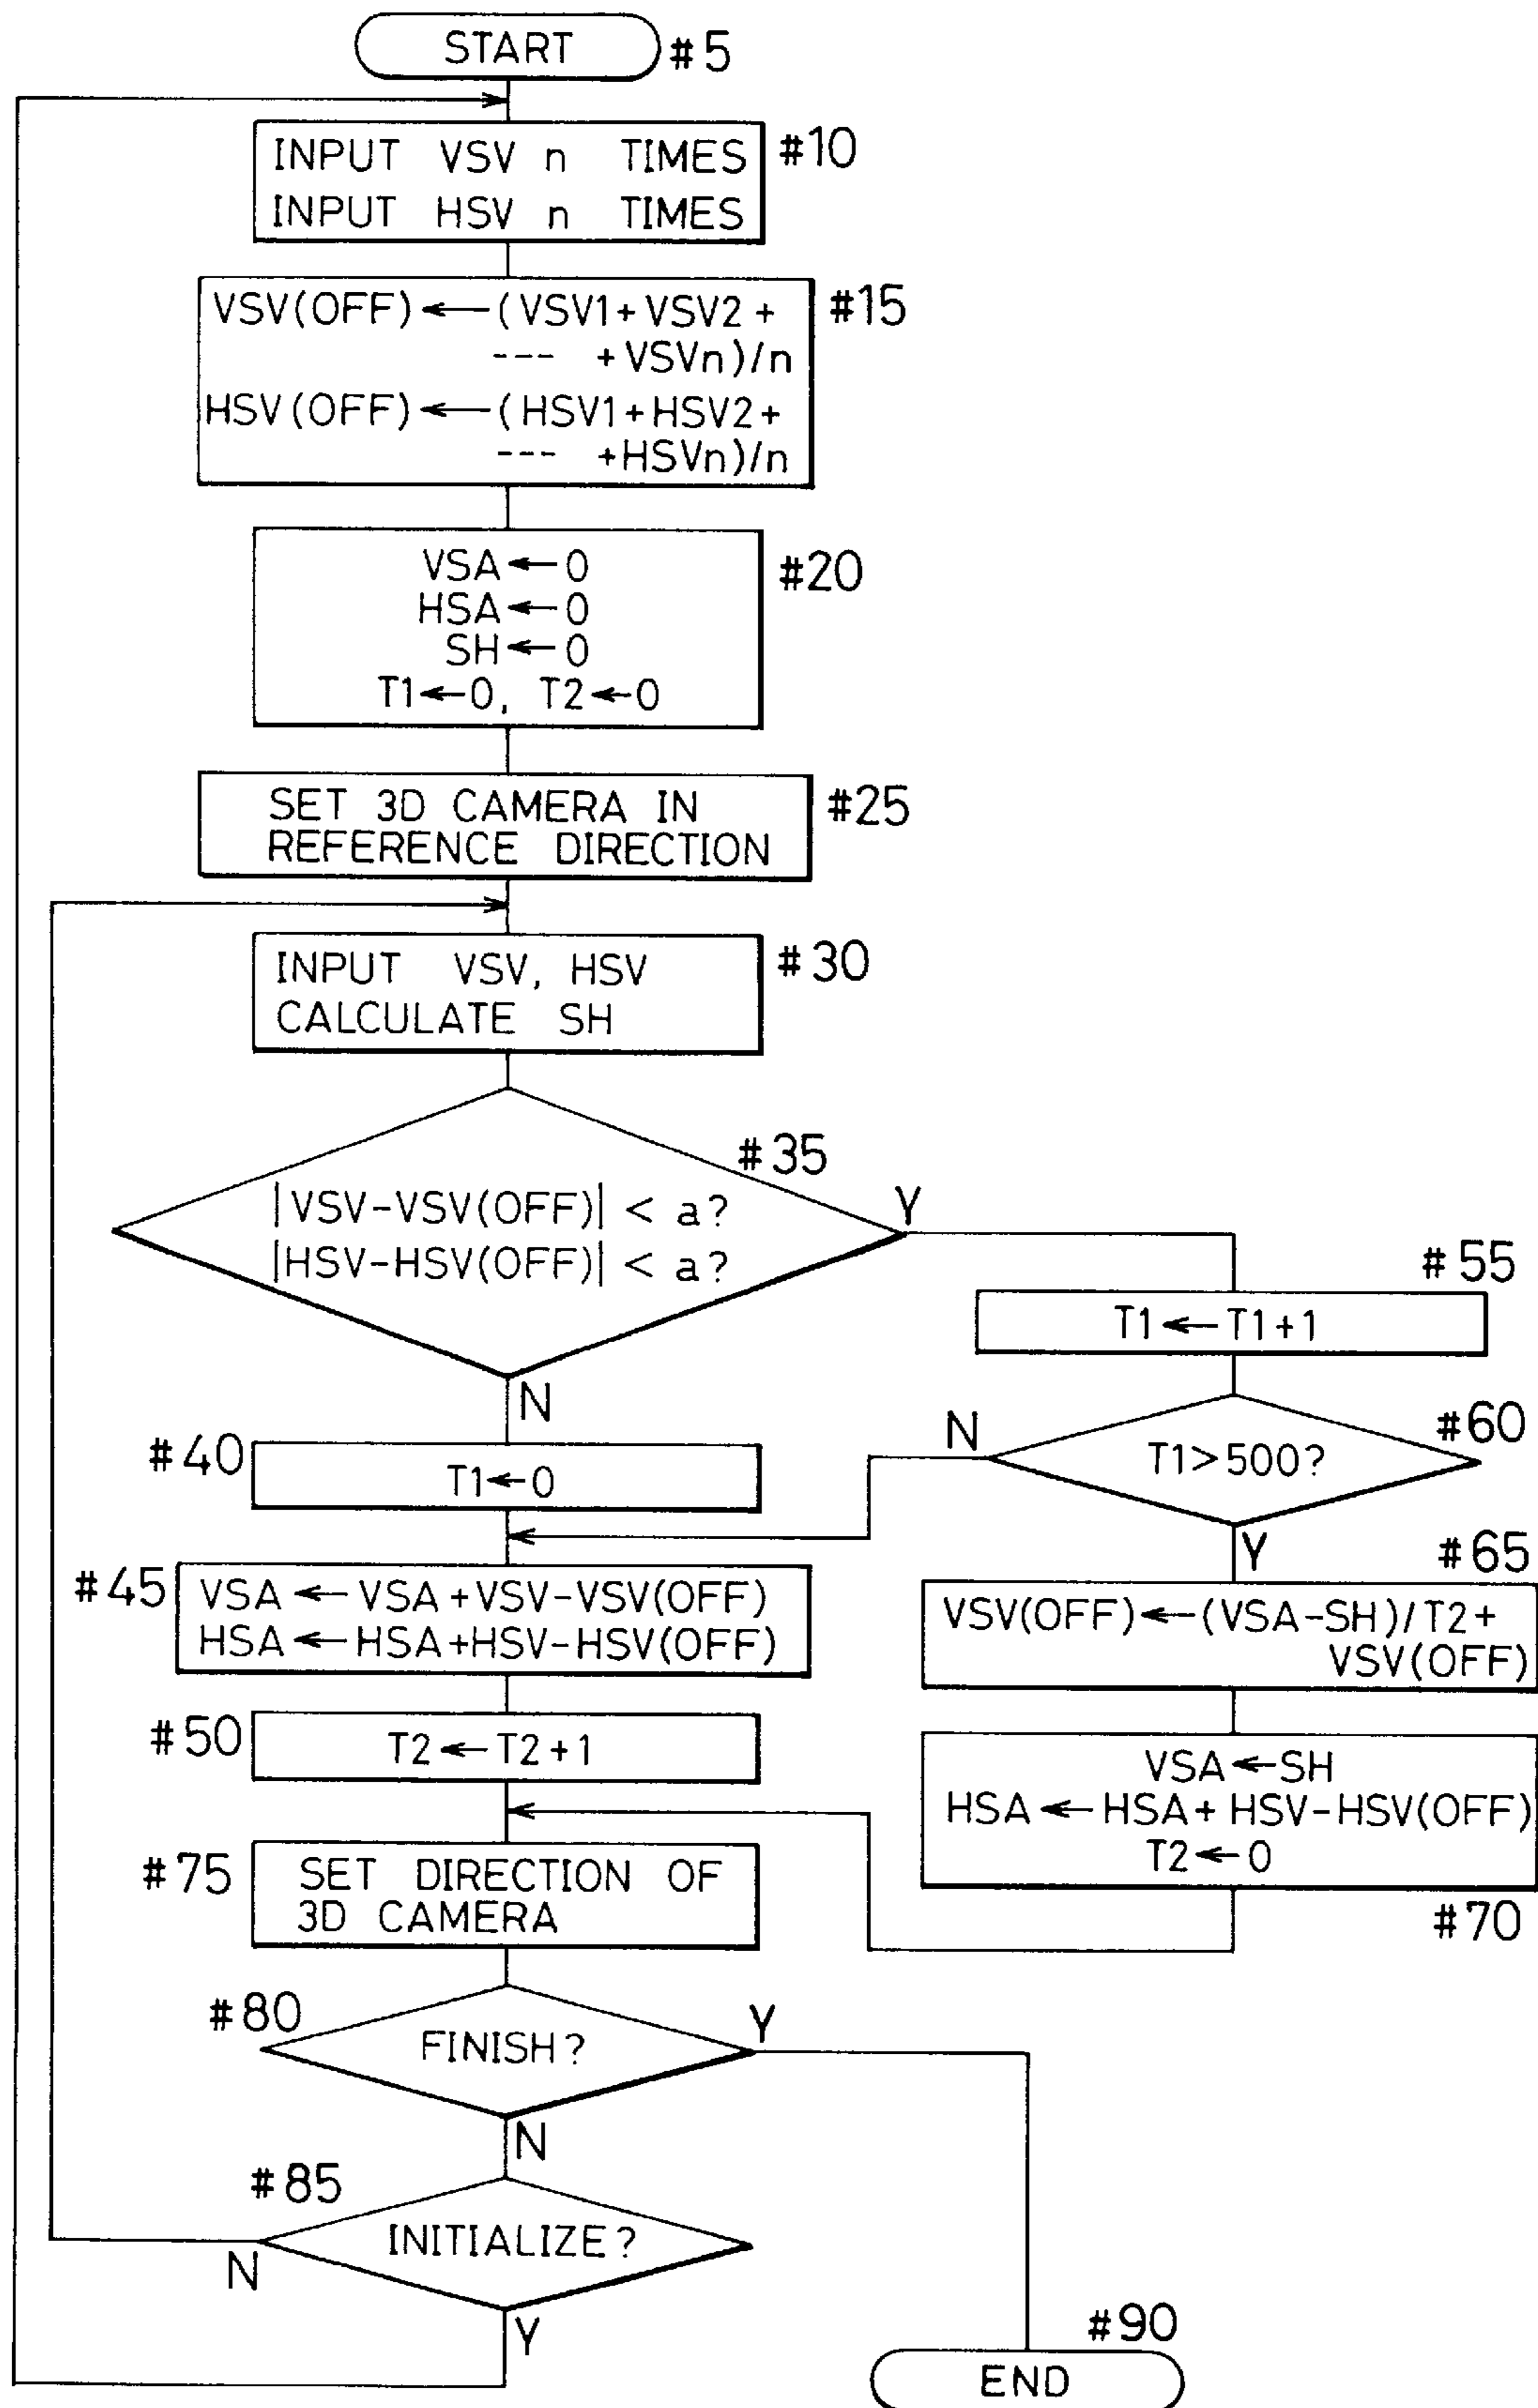 START #5
INPUT VSV n TIMES #10
INPUT HSV n TIMES
VSV(OFF)←(VSV1+VSV2+ #15
--- +VSVn)/n
HSV(OFF)←(HSV1+HSV2+
--- +HSVn)/n
VSA←0 #20
HSA←0
SH←0
T1←0, T2←0
SET 3D CAMERA IN #25
REFERENCE DIRECTION
INPUT VSV, HSV #30
CALCULATE SH
#35
|VSV-VSV(OFF)| < a? Y
|HSV-HSV(OFF)| < a?
N
#55
T1←T1+1
#60
T1>500?
N
Y
#40
T1←0
#45
VSA←VSA+VSV-VSV(OFF)
HSA←HSA+HSV-HSV(OFF)
#65
VSV(OFF)←(VSA-SH)/T2+
VSV(OFF)
#50
T2←T2+1
VSA←SH
HSA←HSA+HSV-HSV(OFF)
T2←0
#70
#75
SET DIRECTION OF
3D CAMERA
#80
FINISH? Y
N
#85
INITIALIZE?
N
Y
#90
END